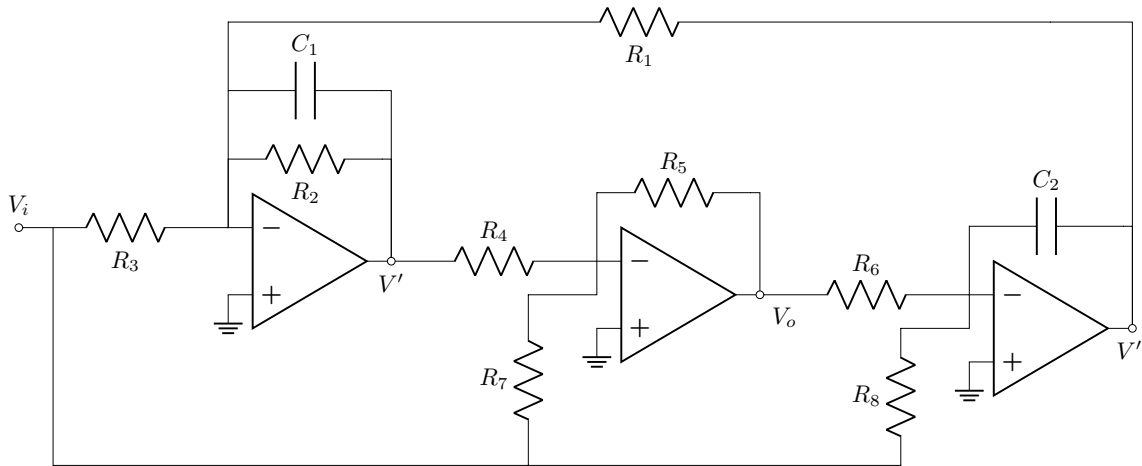 R1
C1
R2
Vi
R3
−
+
V′
R4
R5
R7
−
+
Vo
R6
C2
R8
−
+
V′